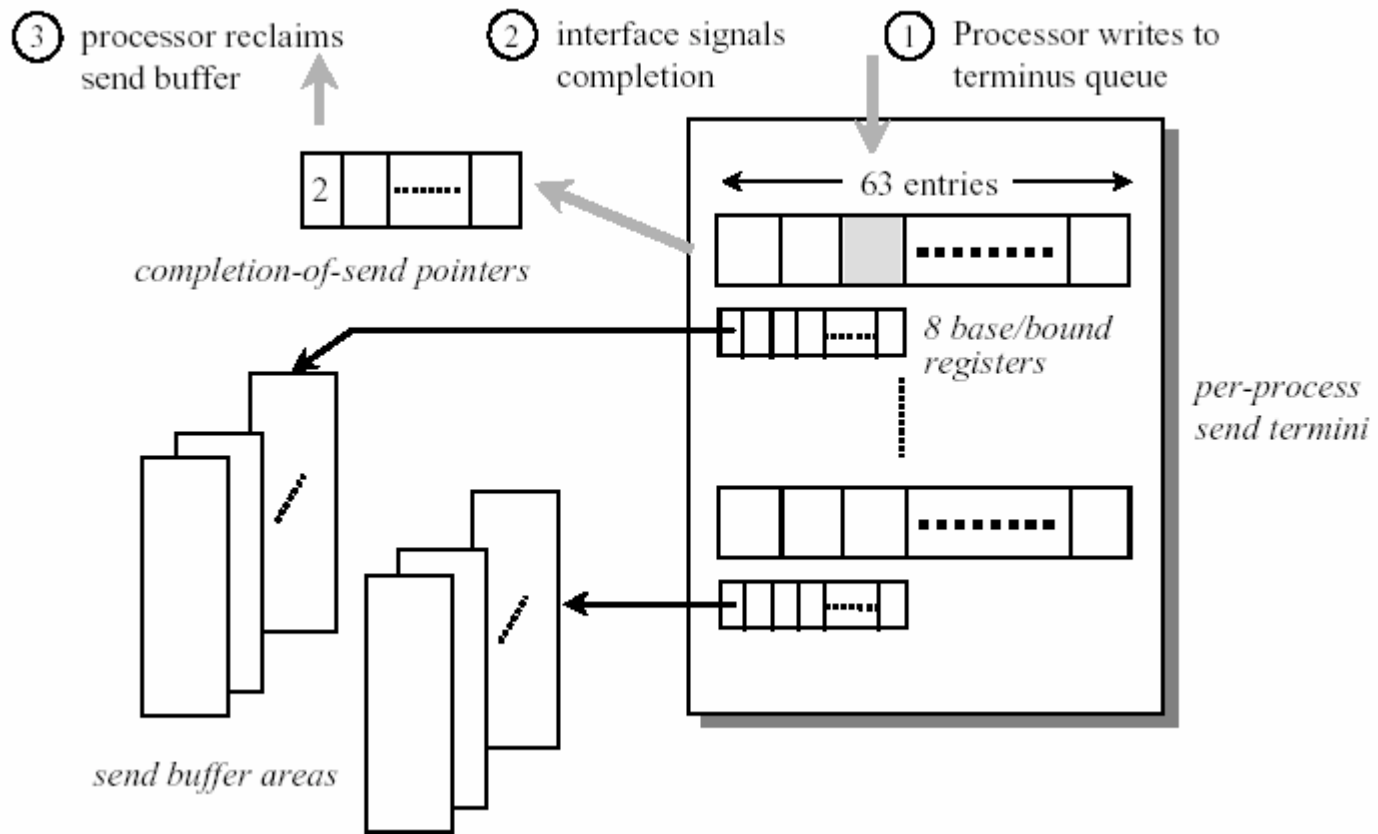 3 processor reclaims
send buffer
2 interface signals
completion
1 Processor writes to
terminus queue
63 entries
2
completion-of-send pointers
8 base/bound
registers
per-process
send termini
send buffer areas